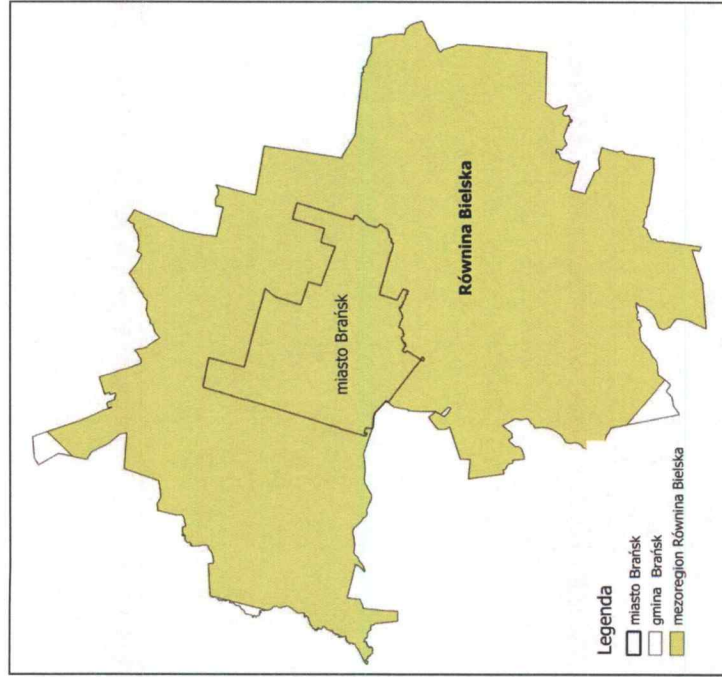 miasto Brańsk
Równina Bielska
Legenda
miasto Brańsk
gmina Brańsk
mezoregion Równina Bielska